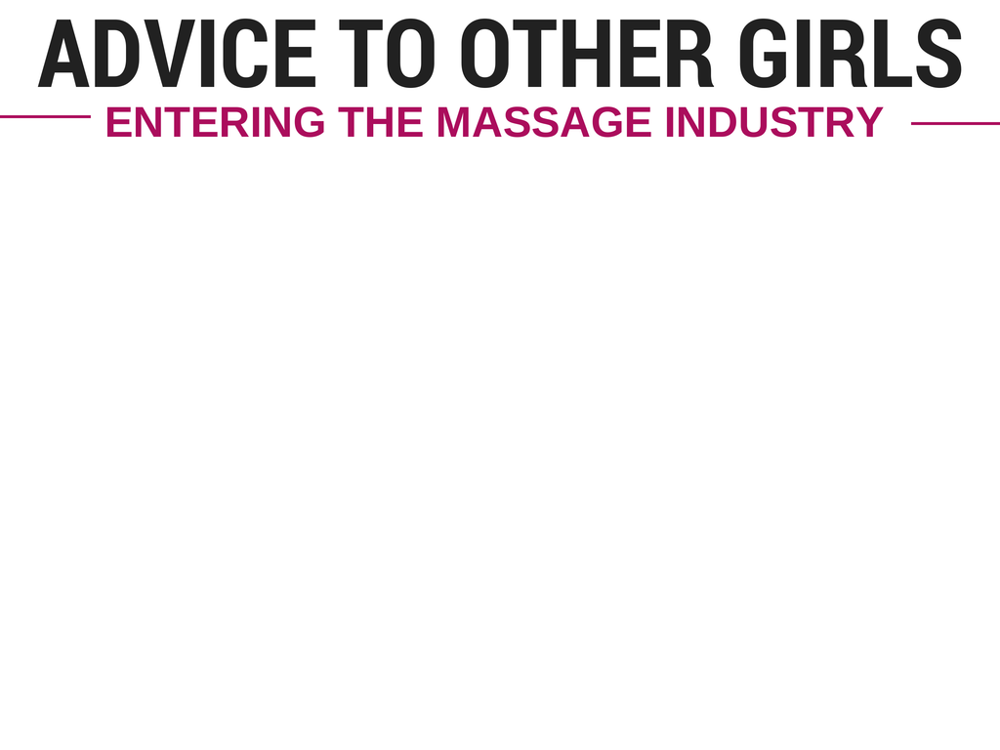 ADVICE TO OTHER GIRLS
ENTERING THE MASSAGE INDUSTRY